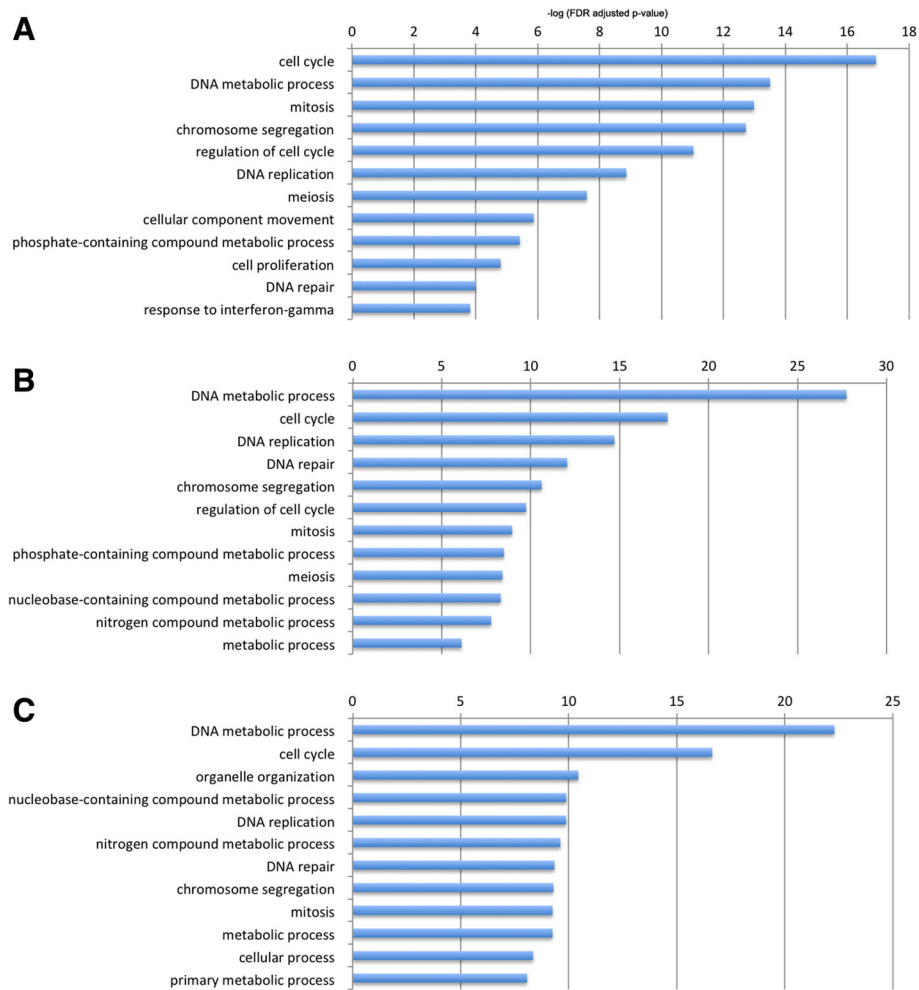 A
-log (FDR adjusted p-value)
0 2 4 6 8 10 12 14 16 18
cell cycle
DNA metabolic process
mitosis
chromosome segregation
regulation of cell cycle
DNA replication
meiosis
cellular component movement
phosphate-containing compound metabolic process
cell proliferation
DNA repair
response to interferon-gamma
B
0 5 10 15 20 25 30
DNA metabolic process
cell cycle
DNA replication
DNA repair
chromosome segregation
regulation of cell cycle
mitosis
phosphate-containing compound metabolic process
meiosis
nucleobase-containing compound metabolic process
nitrogen compound metabolic process
metabolic process
C
0 5 10 15 20 25
DNA metabolic process
cell cycle
organelle organization
nucleobase-containing compound metabolic process
DNA replication
nitrogen compound metabolic process
DNA repair
chromosome segregation
mitosis
metabolic process
cellular process
primary metabolic process